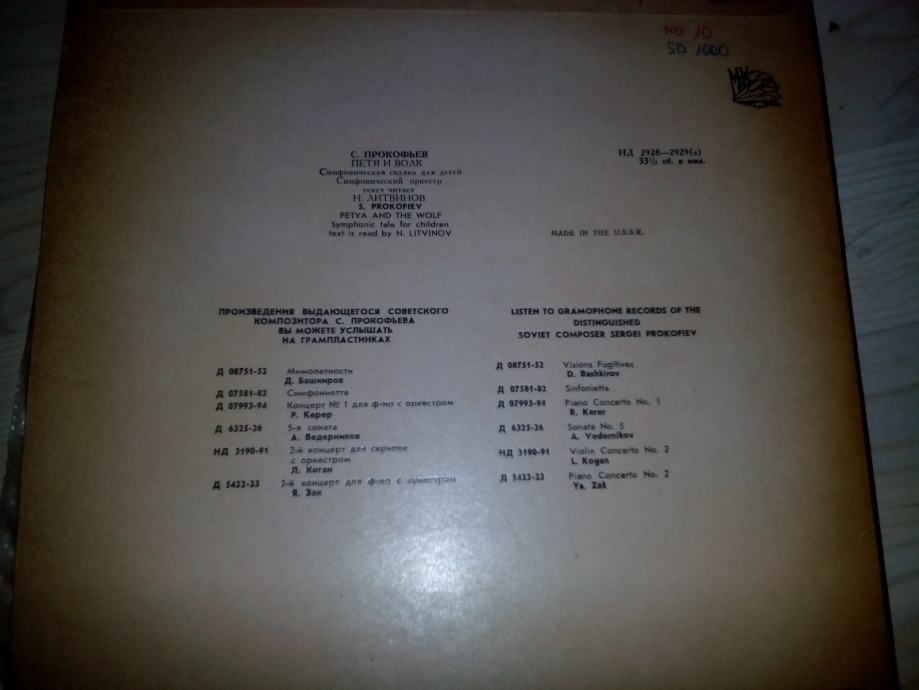 NO 10
SD 1000
МК
С. ПРОКОФЬЕВ
ПЕТЯ И ВОЛК
Симфоническая сказка для детей
Симфонический оркестр
текст читает
Н. ЛИТВИНОВ
S. PROKOFIEV
PETYA AND THE WOLF
Symphonic tale for children
text is read by N. LITVINOV
НД 2928—2929(а)
33⅓ об. в мин.
MADE IN THE U.S.S.R.
ПРОИЗВЕДЕНИЯ ВЫДАЮЩЕГОСЯ СОВЕТСКОГО
КОМПОЗИТОРА С. ПРОКОФЬЕВА
ВЫ МОЖЕТЕ УСЛЫШАТЬ
НА ГРАМПЛАСТИНКАХ
Д 08751-52 Мимолетности
Д. Башкиров
Д 07581-82 Симфониетта
Д 07993-94 Концерт № 1 для ф-но с оркестром
Р. Керер
Д 6325-26 5-я соната
А. Ведерников
НД 3190-91 2-й концерт для скрипки
с оркестром
Л. Коган
Д 5422-23 2-й концерт для ф-но с оркестром
Я. Зак
LISTEN TO GRAMOPHONE RECORDS OF THE
DISTINGUISHED
SOVIET COMPOSER SERGEI PROKOFIEV
Д 08751-52 Visions Fugitives
D. Bashkirov
Д 07581-82 Sinfonietta
Д 07993-94 Piano Concerto No. 1
R. Kerer
Д 6325-26 Sonata No. 5
A. Vedernikov
НД 3190-91 Violin Concerto No. 2
L. Kogan
Д 5422-23 Piano Concerto No. 2
Ya. Zak